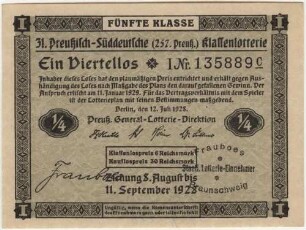 I FÜNFTE KLASSE I
31. Preußisch-Süddeutsche (257. Preuß.) Klassenlotterie
Ein Viertellos I. Nr. 135889 C
Inhaber dieses Loses hat den planmäßigen Preis entrichtet und erhält gegen Aus-
händigung des Loses nach Maßgabe des Plans den darauf gefallenen Gewinn. Der
Anspruch erlischt am 11. Januar 1929. Für das Vertragsverhältnis mit dem Spieler
ist der Lotterieplan mit seinen Bestimmungen maßgebend.
Berlin, den 12. Juli 1928.
1/4 Preuß. General-Lotterie-Direktion 1/4
Klassenlospreis 6 Reichsmark
Kauflospreis 30 Reichsmark
Frauboes
Staatl. Lotterie-Einnehmer
Braunschweig
Ziehung 8. August bis
11. September 1928
I I